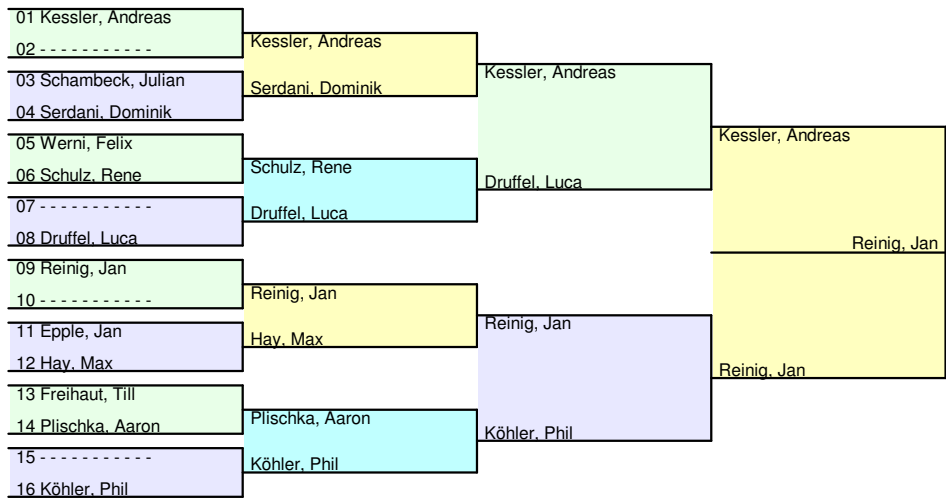 01 Kessler, Andreas
02 - - - - - - - - - - -
03 Schambeck, Julian
04 Serdani, Dominik
05 Werni, Felix
06 Schulz, Rene
07 - - - - - - - - - - -
08 Druffel, Luca
09 Reinig, Jan
10 - - - - - - - - - - -
11 Epple, Jan
12 Hay, Max
13 Freihaut, Till
14 Plischka, Aaron
15 - - - - - - - - - - -
16 Köhler, Phil
Kessler, Andreas
Serdani, Dominik
Schulz, Rene
Druffel, Luca
Reinig, Jan
Hay, Max
Plischka, Aaron
Köhler, Phil
Kessler, Andreas
Druffel, Luca
Reinig, Jan
Köhler, Phil
Kessler, Andreas
Reinig, Jan
Reinig, Jan